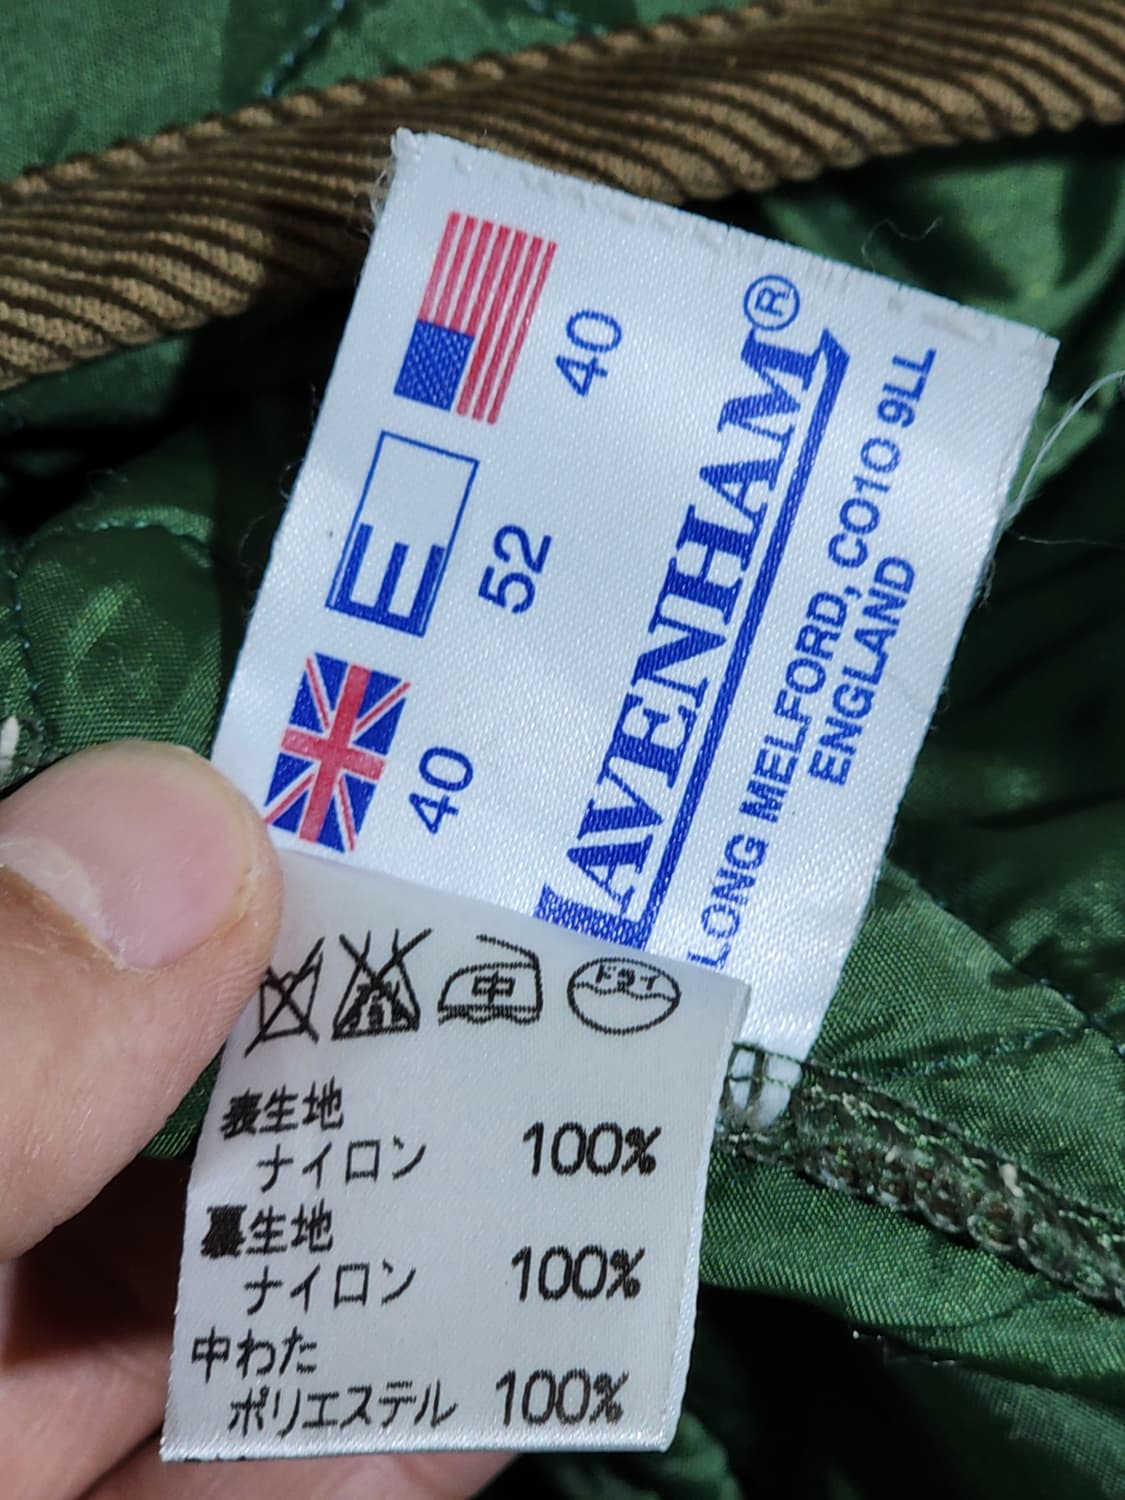 40
E
52
40
LAVENHAM®
LONG MELFORD, CO10 9LL
ENGLAND
中 ドライ
表生地
ナイロン 100%
裏生地
ナイロン 100%
中わた
ポリエステル 100%